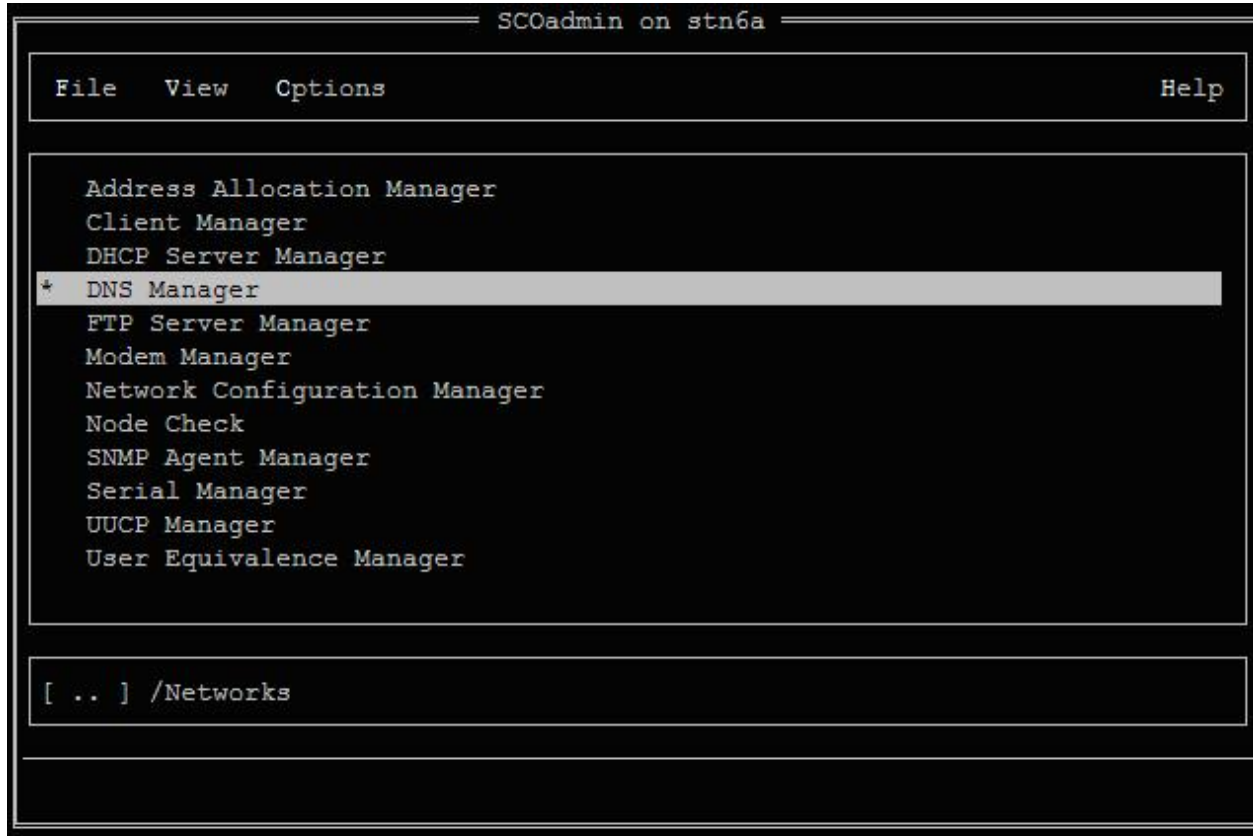 SCOadmin on stn6a
File View Options Help
Address Allocation Manager
Client Manager
DHCP Server Manager
* DNS Manager
FTP Server Manager
Modem Manager
Network Configuration Manager
Node Check
SNMP Agent Manager
Serial Manager
UUCP Manager
User Equivalence Manager
[ .. ] /Networks